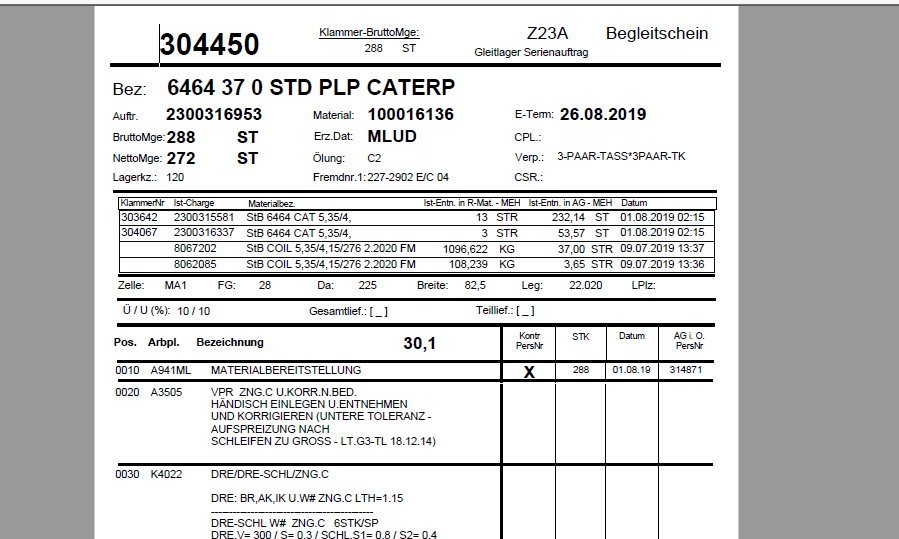 304450 Klammer-BruttoMge: Z23A Begleitschein
288 ST Gleitlager Serienauftrag
Bez: 6464 37 0 STD PLP CATERP
Auftr. 2300316953 Material: 100016136 E-Term: 26.08.2019
BruttoMge: 288 ST Erz.Dat: MLUD CPL.:
NettoMge: 272 ST Ölung: C2 Verp.: 3-PAAR-TASS*3PAAR-TK
Lagerkz.: 120 Fremdnr.1: 227-2902 E/C 04 CSR.:
KlammerNr Ist-Charge Materialbez. Ist-Entn. in R-Mat. - MEH Ist-Entn. in AG - MEH Datum
303642 2300315581 StB 6464 CAT 5,35/4, 13 STR 232,14 ST 01.08.2019 02:15
304067 2300316337 StB 6464 CAT 5,35/4, 3 STR 53,57 ST 01.08.2019 02:15
8067202 StB COIL 5,35/4,15/276 2.2020 FM 1096,622 KG 37,00 STR 09.07.2019 13:37
8062085 StB COIL 5,35/4,15/276 2.2020 FM 108,239 KG 3,65 STR 09.07.2019 13:36
Zelle: MA1 FG: 28 Da: 225 Breite: 82,5 Leg: 22.020 LPlz:
Ü / U (%): 10 / 10 Gesamtlief.: [ _ ] Teillief.: [ _ ]
Pos. Arbpl. Bezeichnung 30,1 Kontr PersNr STK Datum AG i. O. PersNr
0010 A941ML MATERIALBEREITSTELLUNG X 288 01.08.19 314871
0020 A3505 VPR ZNG.C U.KORR.N.BED.
HÄNDISCH EINLEGEN U.ENTNEHMEN
UND KORRIGIEREN (UNTERE TOLERANZ -
AUFSPREIZUNG NACH
SCHLEIFEN ZU GROSS - LT.G3-TL 18.12.14)
0030 K4022 DRE/DRE-SCHL/ZNG.C
DRE: BR,AK,IK U.W# ZNG.C LTH=1.15
--------------------------------------------
DRE-SCHL W# ZNG.C 6STK/SP
DRE.V= 300 / S= 0.3 / SCHL.S1= 0.8 / S2= 0.4